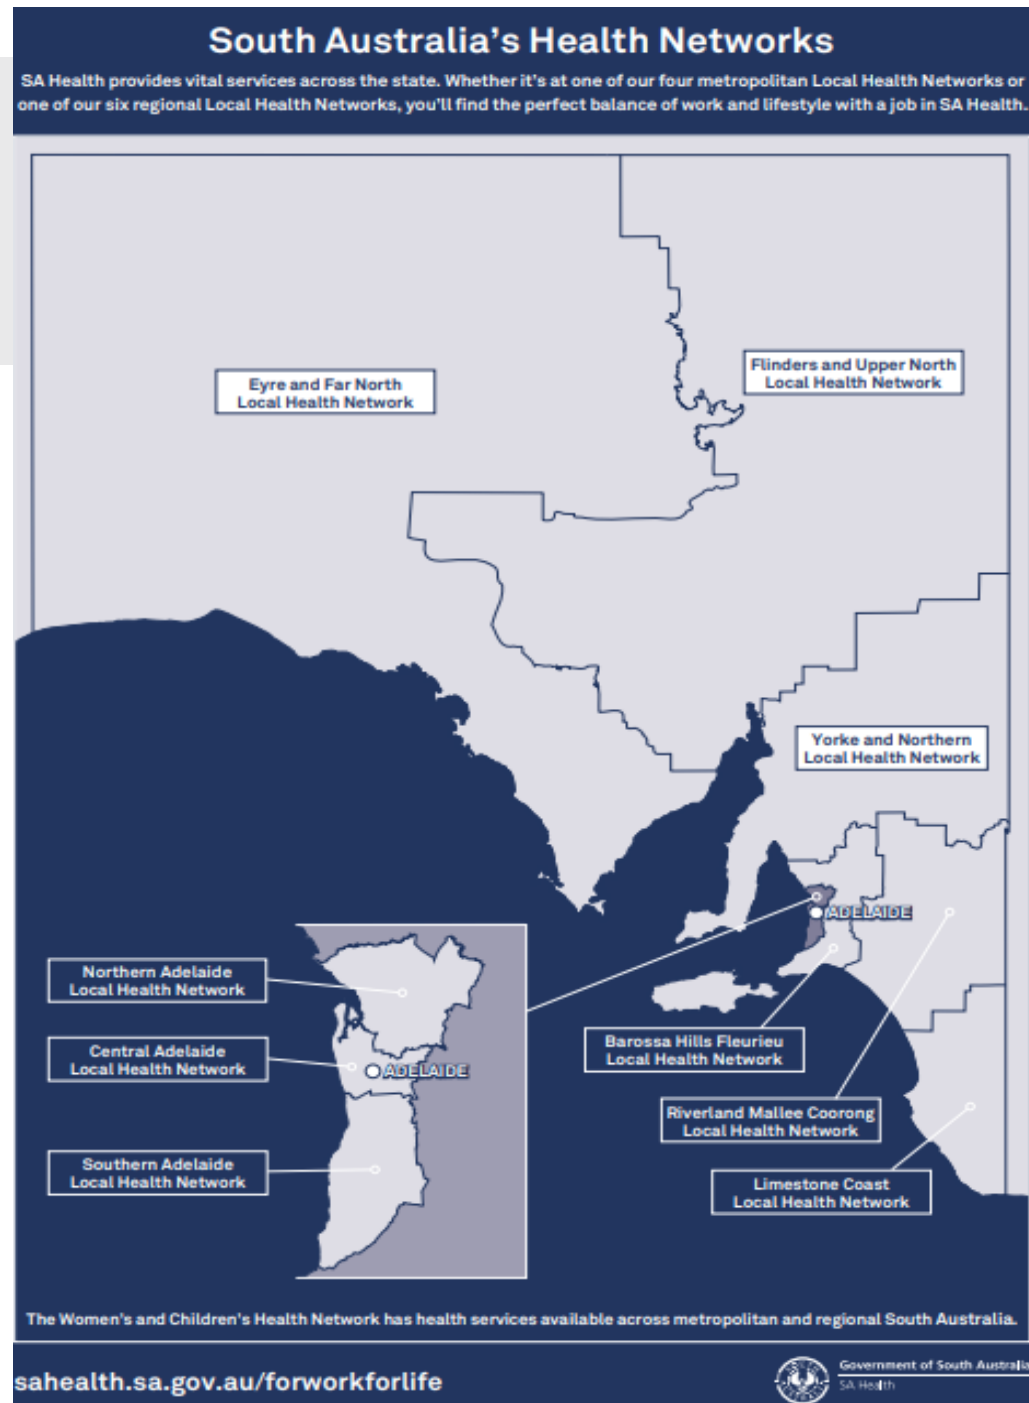 South Australia's Health Networks
SA Health provides vital services across the state. Whether it's at one of our four metropolitan Local Health Networks or
one of our six regional Local Health Networks, you'll find the perfect balance of work and lifestyle with a job in SA Health.
Eyre and Far North
Local Health Network
Flinders and Upper North
Local Health Network
Yorke and Northern
Local Health Network
ADELAIDE
Northern Adelaide
Local Health Network
Central Adelaide
Local Health Network
ADELAIDE
Southern Adelaide
Local Health Network
Barossa Hills Fleurieu
Local Health Network
Riverland Mallee Coorong
Local Health Network
Limestone Coast
Local Health Network
The Women's and Children's Health Network has health services available across metropolitan and regional South Australia.
sahealth.sa.gov.au/forworkforlife
Government of South Australia
SA Health